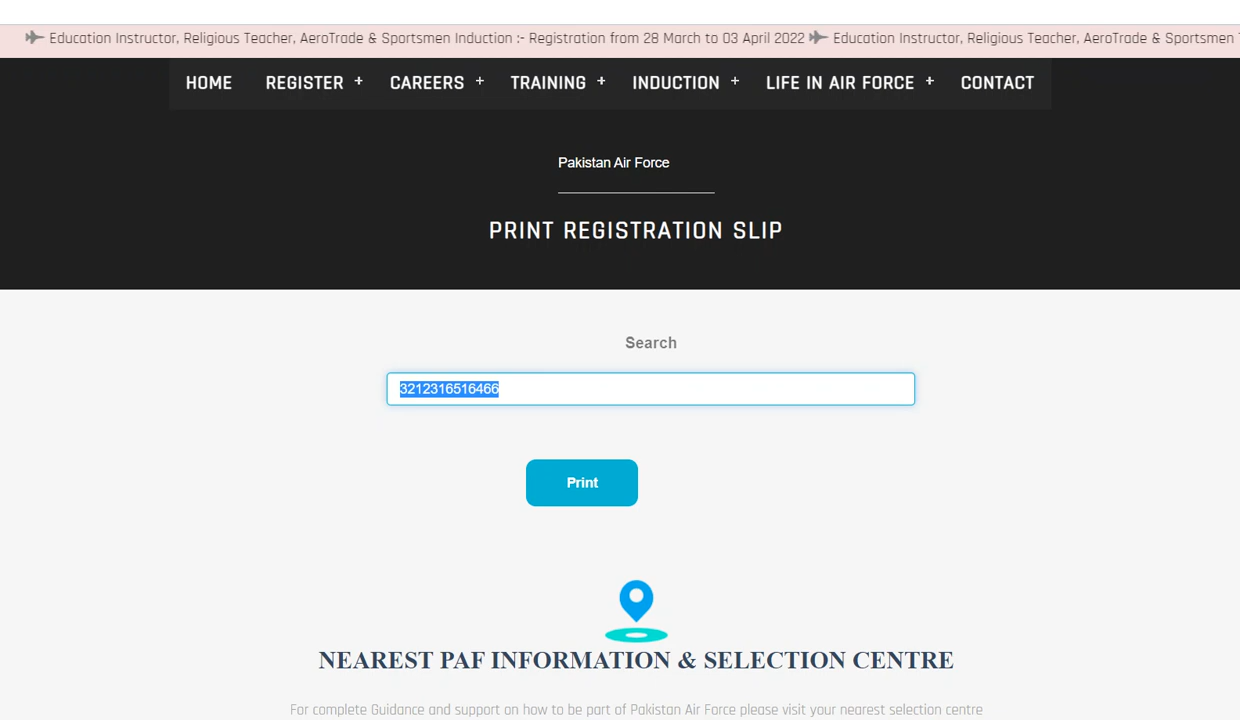 Education Instructor, Religious Teacher, AeroTrade & Sportsmen Induction :- Registration from 28 March to 03 April 2022 Education Instructor, Religious Teacher, AeroTrade & Sportsmen
HOME REGISTER + CAREERS + TRAINING + INDUCTION + LIFE IN AIR FORCE + CONTACT
Pakistan Air Force
PRINT REGISTRATION SLIP
Search
3212316516466
Print
NEAREST PAF INFORMATION & SELECTION CENTRE
For complete Guidance and support on how to be part of Pakistan Air Force please visit your nearest selection centre